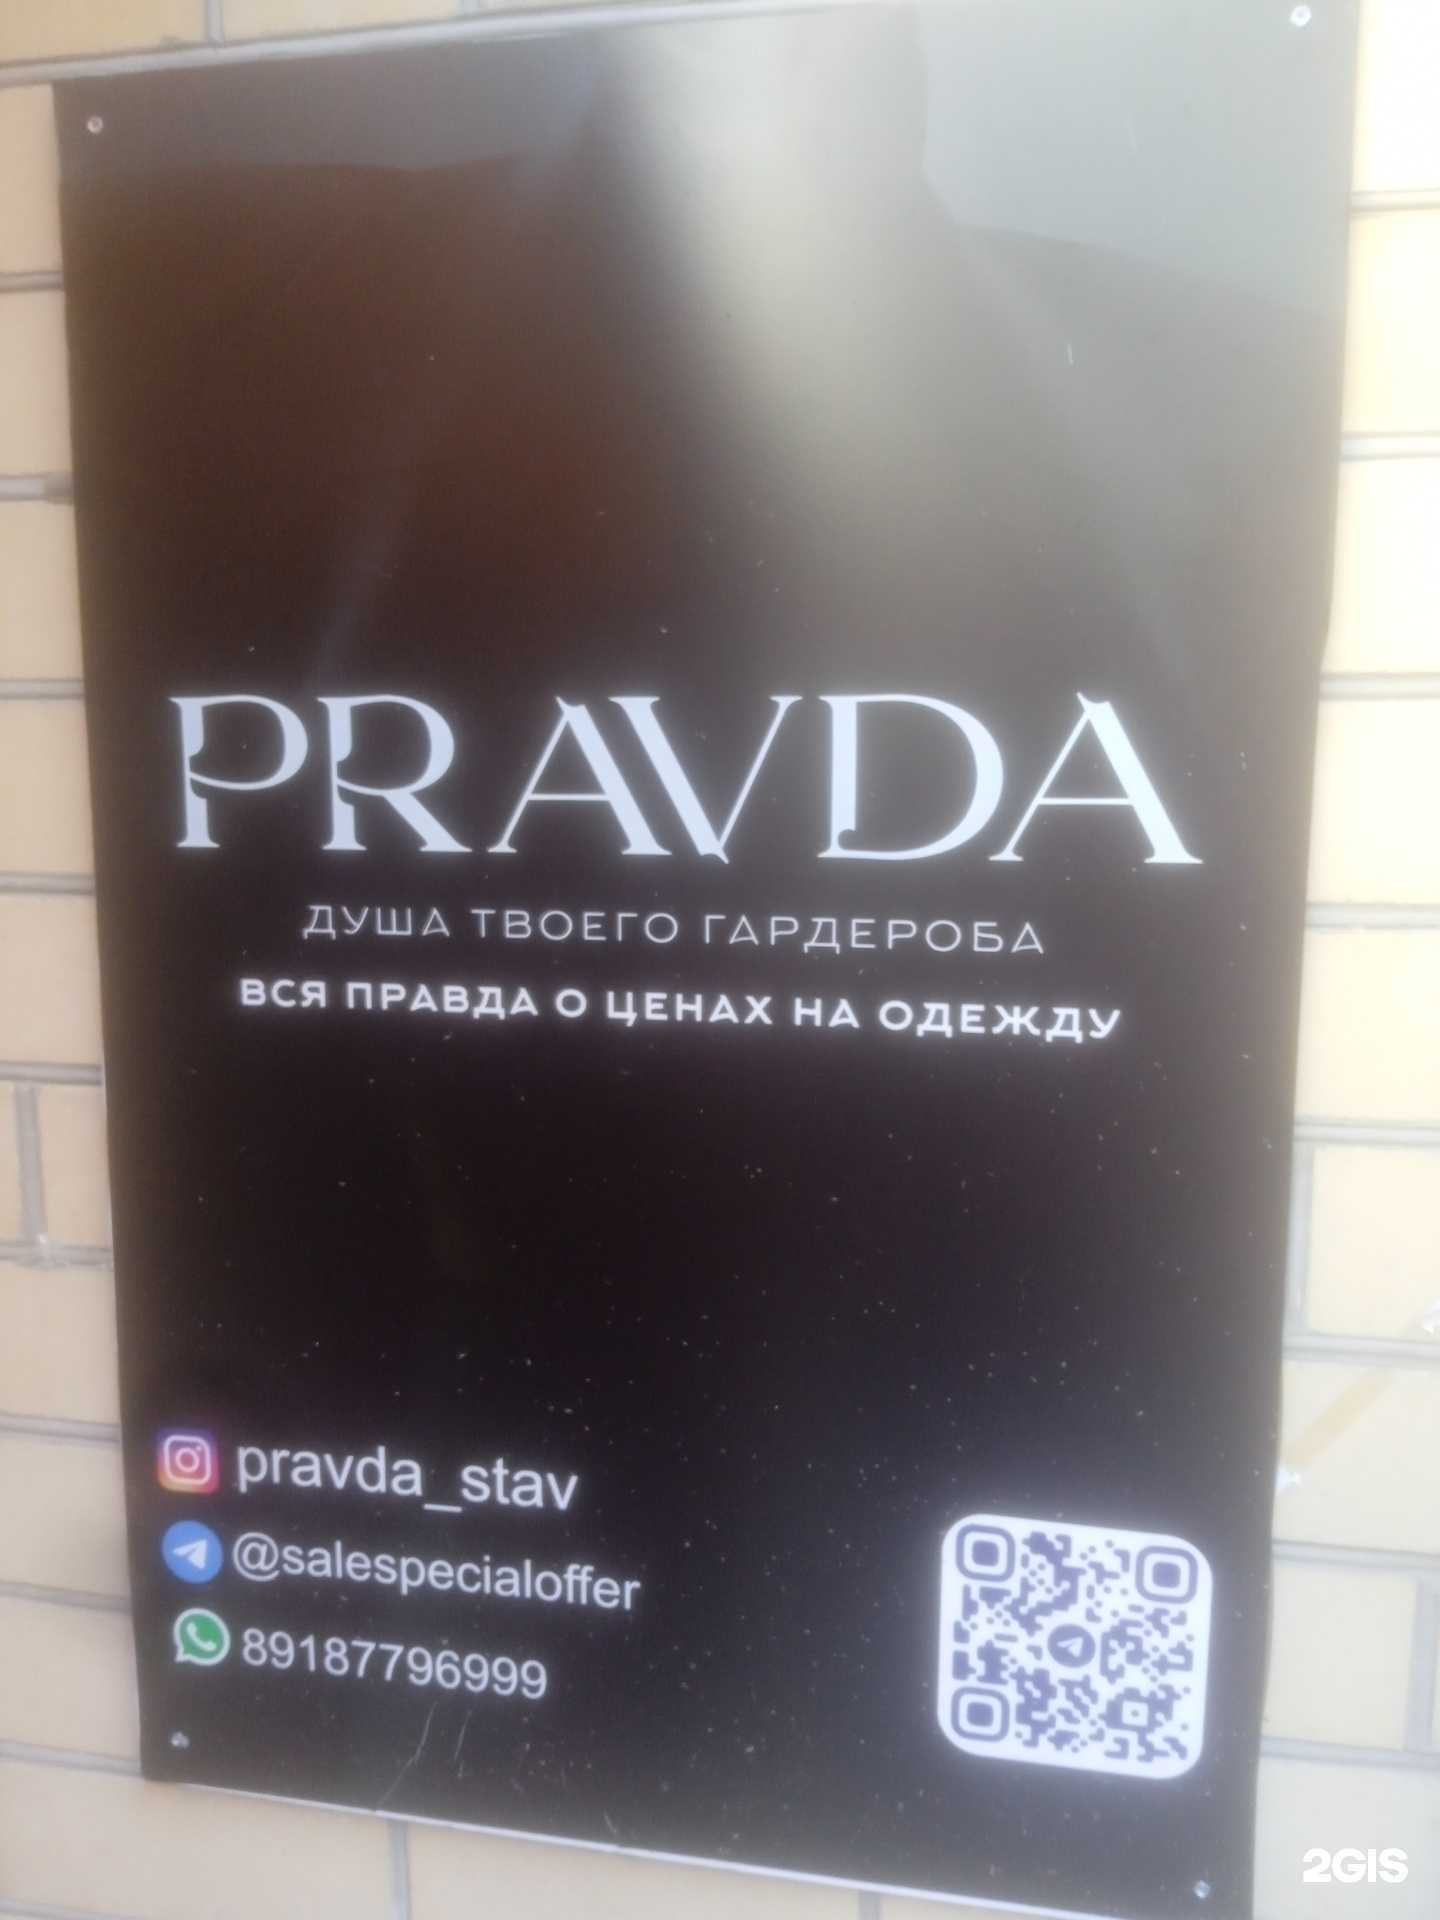 PRAVDA
ДУША ТВОЕГО ГАРДЕРОБА
ВСЯ ПРАВДА О ЦЕНАХ НА ОДЕЖДУ
pravda_stav
@salespecialoffer
89187796999
2GIS